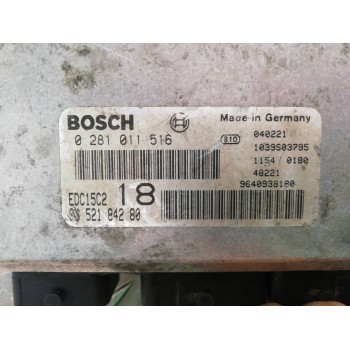 BOSCH Made in Germany
0 281 011 516 810 040221
1039S03795
1154 / 0180
48221
EDC15C2 18 9640938180
521 842 80